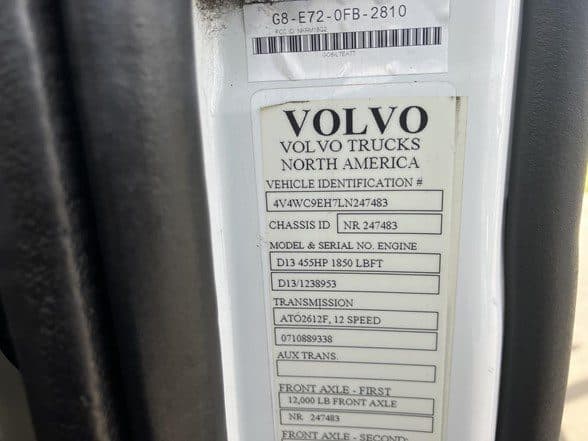 G8-E72-0FB-2810
VOLVO
VOLVO TRUCKS
NORTH AMERICA
VEHICLE IDENTIFICATION #
4V4WC9EH7LN247483
CHASSIS ID NR 247483
MODEL & SERIAL NO. ENGINE
D13 455HP 1850 LBFT
D13/1238953
TRANSMISSION
ATO2612F, 12 SPEED
0710889338
AUX TRANS.
FRONT AXLE - FIRST
12,000 LB FRONT AXLE
NR 247483
FRONT AXLE - SECOND: